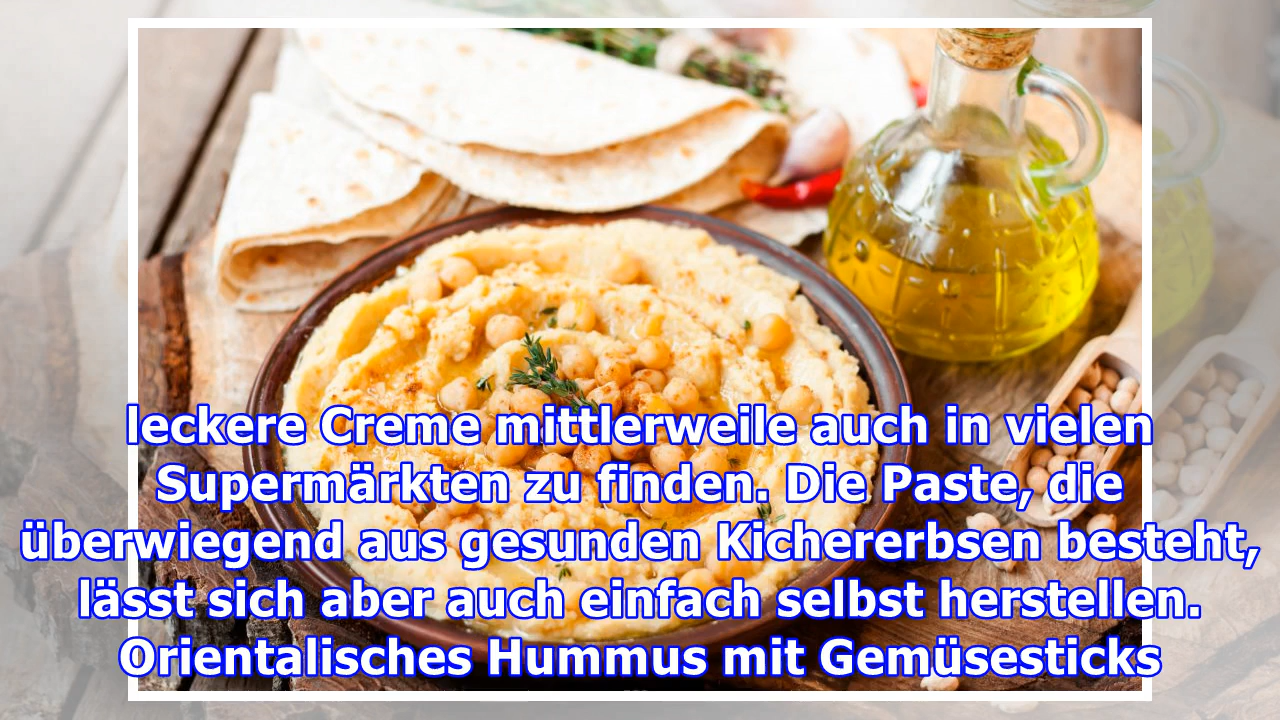 leckere Creme mittlerweile auch in vielen
Supermärkten zu finden. Die Paste, die
überwiegend aus gesunden Kichererbsen besteht,
lässt sich aber auch einfach selbst herstellen.
Orientalisches Hummus mit Gemüsesticks